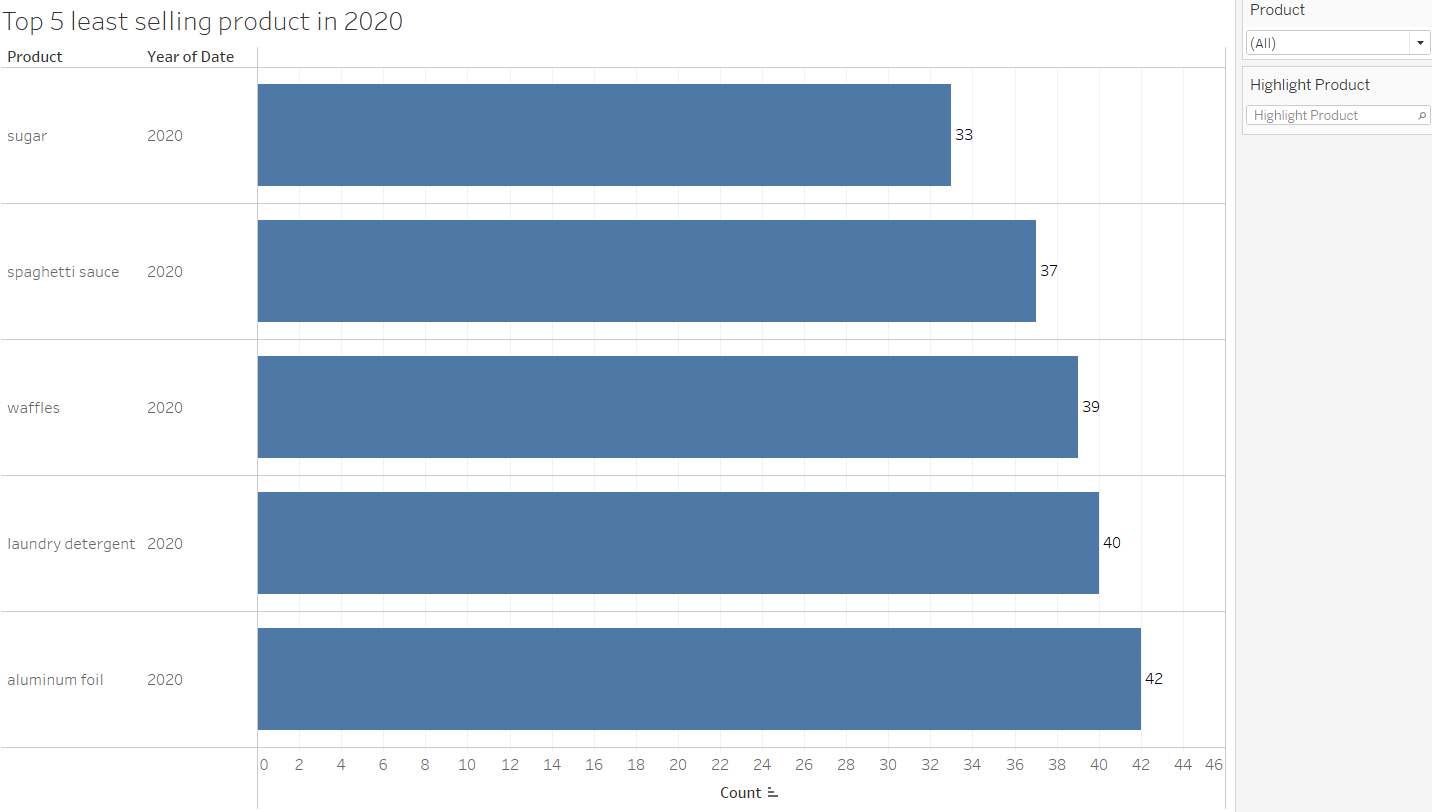 Top 5 least selling product in 2020
Product Year of Date
sugar 2020 33
spaghetti sauce 2020 37
waffles 2020 39
laundry detergent 2020 40
aluminum foil 2020 42
0 2 4 6 8 10 12 14 16 18 20 22 24 26 28 30 32 34 36 38 40 42 44 46
Count
Product
(All)
Highlight Product
Highlight Product